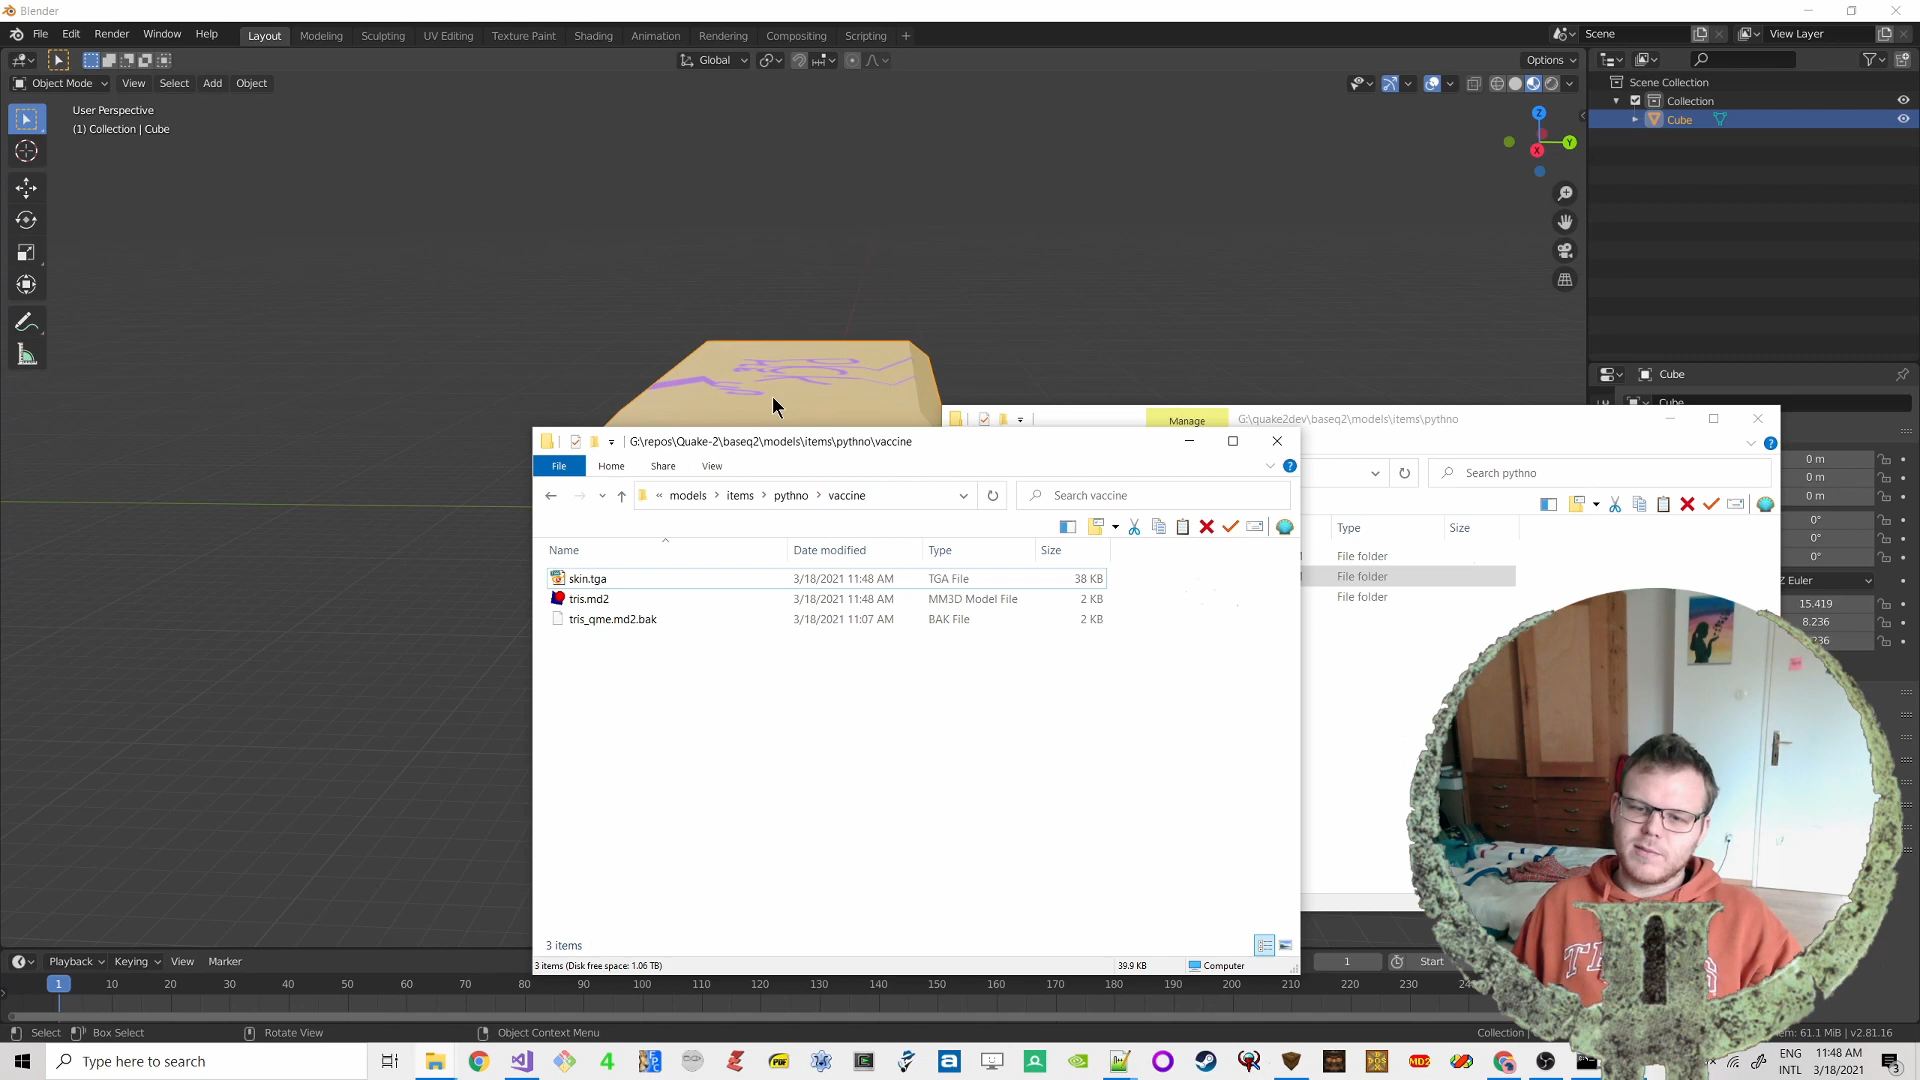 Blender
File Edit Render Window Help Layout Modeling Sculpting UV Editing Texture Paint Shading Animation Rendering Compositing Scripting + Scene View Layer
Global Options
Object Mode View Select Add Object
User Perspective
(1) Collection | Cube
Z
Y
X
Scene Collection
Collection
Cube
Cube
Cube
Manage G:\quake2dev\baseq2\models\items\pythno
Search pythno
Type Size
File folder
File folder
File folder
0 m
0 m
0 m
0°
0°
0°
Z Euler
15.419
8.236
G:\repos\Quake-2\baseq2\models\items\pythno\vaccine
File Home Share View
« models > items > pythno > vaccine Search vaccine
Name Date modified Type Size
skin.tga 3/18/2021 11:48 AM TGA File 38 KB
tris.md2 3/18/2021 11:48 AM MM3D Model File 2 KB
tris_qme.md2.bak 3/18/2021 11:07 AM BAK File 2 KB
3 items
3 items (Disk free space: 1.06 TB) 39.9 KB Computer
Playback Keying View Marker 1 Start
1 10 20 30 40 50 60 70 80 90 100 110 120 130 140 150 160 170 180 190 200 210 220 230
Select Box Select Rotate View Object Context Menu Collection | 61.1 MiB | v2.81.16
Type here to search
ENG 11:48 AM
INTL 3/18/2021 3